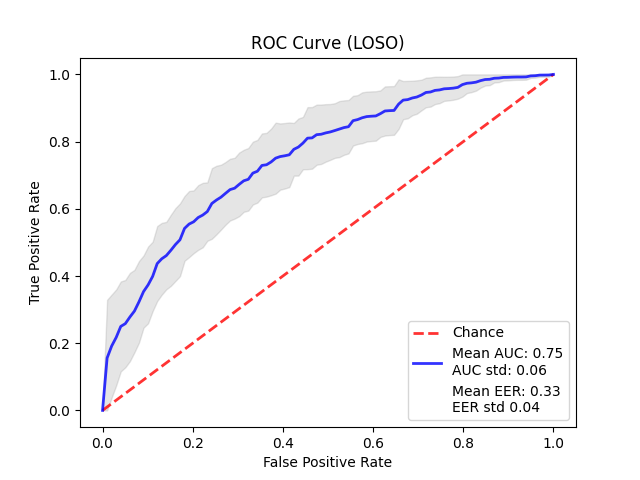 ROC Curve (LOSO)
True Positive Rate
1.0
0.8
0.6
0.4
0.2
0.0
Chance
Mean AUC: 0.75
AUC std: 0.06
Mean EER: 0.33
EER std 0.04
0.0 0.2 0.4 0.6 0.8 1.0
False Positive Rate